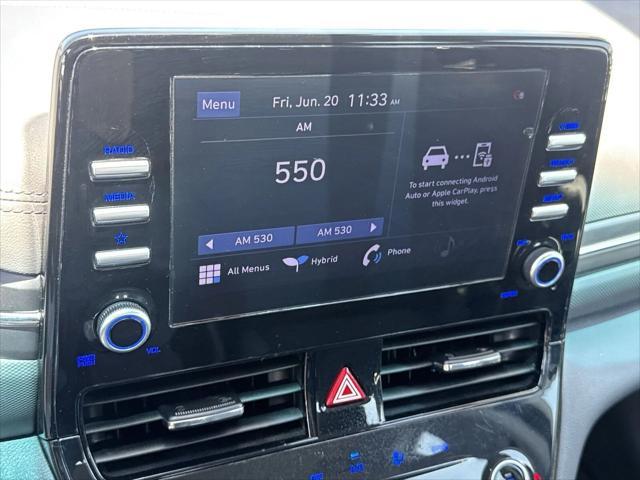 Menu
Fri, Jun. 20 11:33 AM
AM
550
To start connecting Android
Auto or Apple CarPlay, press
this widget.
AM 530
AM 530
All Menus
Hybrid
Phone
RADIO
MEDIA
VOL